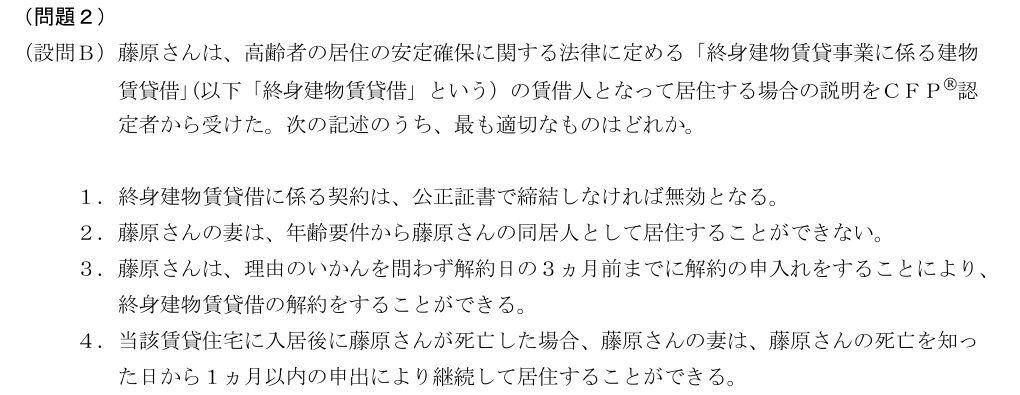 （問題２）
（設問Ｂ）藤原さんは、高齢者の居住の安定確保に関する法律に定める「終身建物賃貸事業に係る建物
賃貸借」（以下「終身建物賃貸借」という）の賃借人となって居住する場合の説明をＣＦＰ®認
定者から受けた。次の記述のうち、最も適切なものはどれか。
１．終身建物賃貸借に係る契約は、公正証書で締結しなければ無効となる。
２．藤原さんの妻は、年齢要件から藤原さんの同居人として居住することができない。
３．藤原さんは、理由のいかんを問わず解約日の３ヵ月前までに解約の申入れをすることにより、
終身建物賃貸借の解約をすることができる。
４．当該賃貸住宅に入居後に藤原さんが死亡した場合、藤原さんの妻は、藤原さんの死亡を知っ
た日から１ヵ月以内の申出により継続して居住することができる。